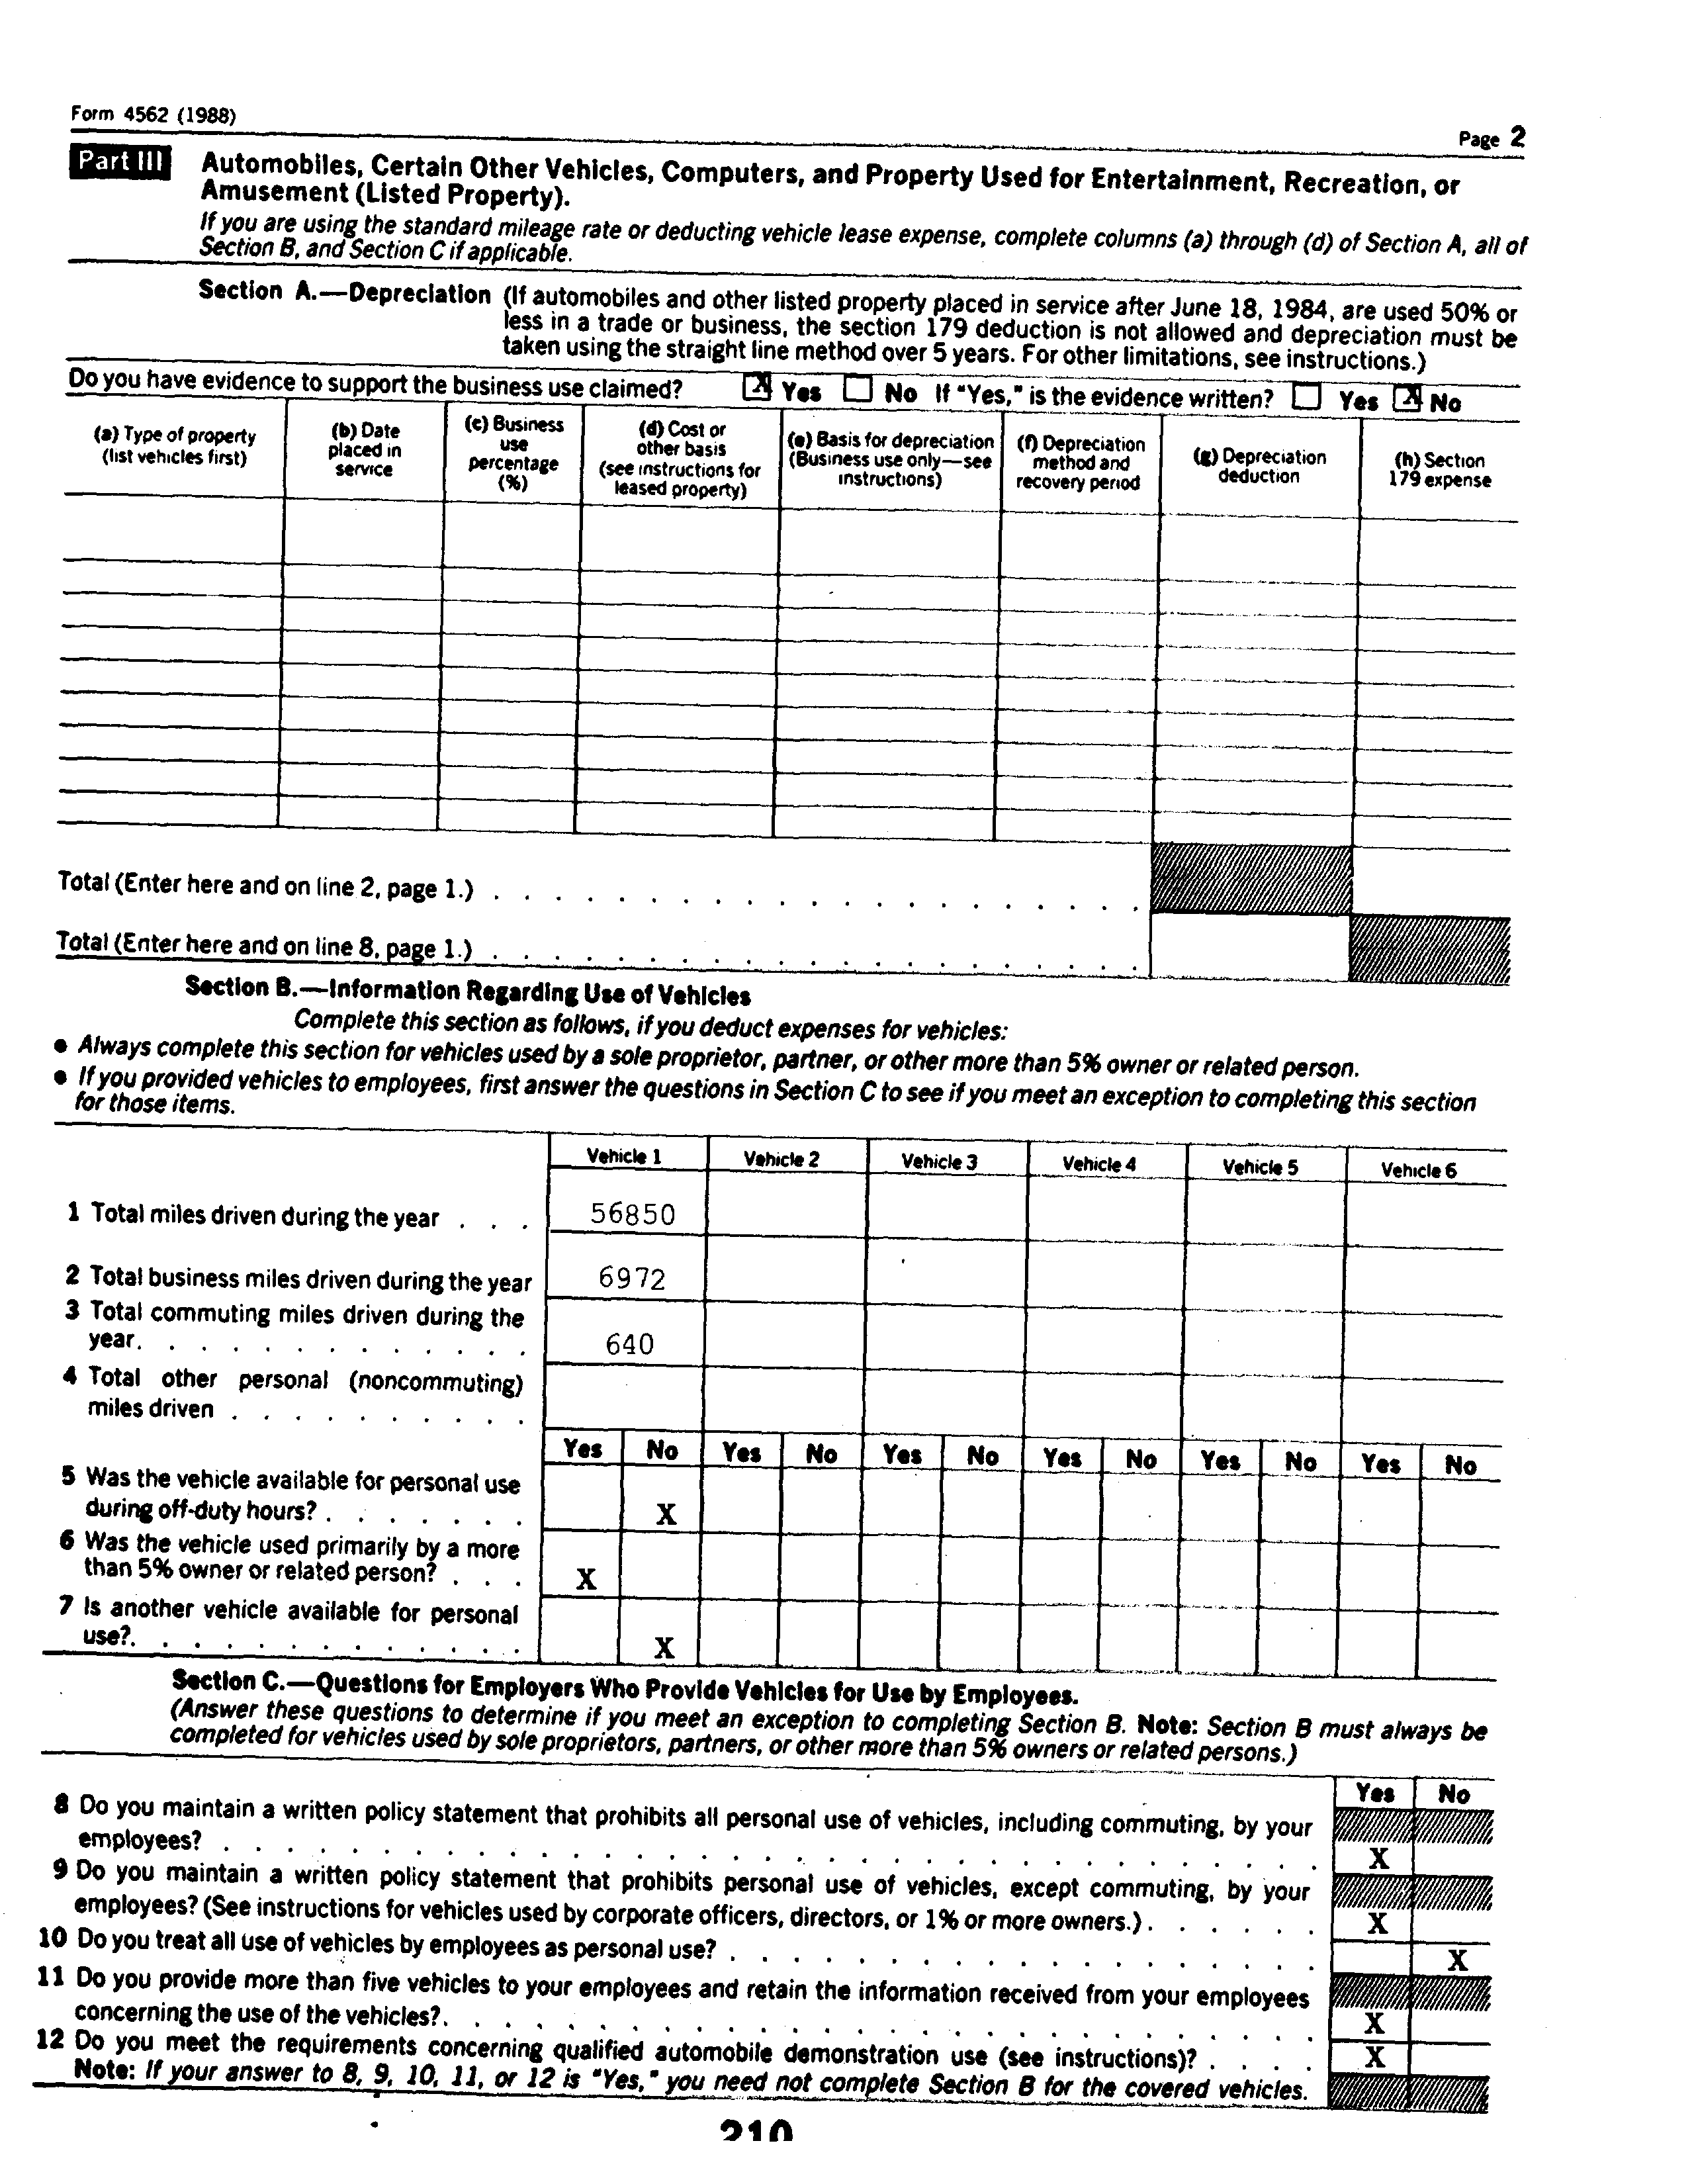 Form 4562 (1988)
Page 2
Part III Automobiles, Certain Other Vehicles, Computers, and Property Used for Entertainment, Recreation, or
Amusement (Listed Property).
If you are using the standard mileage rate or deducting vehicle lease expense, complete columns (a) through (d) of Section A, all of
Section B, and Section C if applicable.
Section A.—Depreciation (If automobiles and other listed property placed in service after June 18, 1984, are used 50% or
less in a trade or business, the section 179 deduction is not allowed and depreciation must be
taken using the straight line method over 5 years. For other limitations, see instructions.)
Do you have evidence to support the business use claimed? X Yes No If "Yes," is the evidence written? Yes X No
(a) Type of property
(list vehicles first)
(b) Date
placed in
service
(c) Business
use
percentage
(%)
(d) Cost or
other basis
(see instructions for
leased property)
(e) Basis for depreciation
(Business use only—see
instructions)
(f) Depreciation
method and
recovery period
(g) Depreciation
deduction
(h) Section
179 expense
Total (Enter here and on line 2, page 1.) . . . . . . . . . . . . . . . . . . . . .
Total (Enter here and on line 8, page 1.) . . . . . . . . . . . . . . . . . . . . .
Section B.—Information Regarding Use of Vehicles
Complete this section as follows, if you deduct expenses for vehicles:
● Always complete this section for vehicles used by a sole proprietor, partner, or other more than 5% owner or related person.
● If you provided vehicles to employees, first answer the questions in Section C to see if you meet an exception to completing this section
for those items.
Vehicle 1 Vehicle 2 Vehicle 3 Vehicle 4 Vehicle 5 Vehicle 6
1 Total miles driven during the year . . . 56850
2 Total business miles driven during the year 6972
3 Total commuting miles driven during the
year. . . . . . . . . . . . . 640
4 Total other personal (noncommuting)
miles driven . . . . . . . . . .
Yes No Yes No Yes No Yes No Yes No Yes No
5 Was the vehicle available for personal use
during off-duty hours? . . . . . . . X
6 Was the vehicle used primarily by a more
than 5% owner or related person? . . . X
7 Is another vehicle available for personal
use?. . . . . . . . . . . . . X
Section C.—Questions for Employers Who Provide Vehicles for Use by Employees.
(Answer these questions to determine if you meet an exception to completing Section B. Note: Section B must always be
completed for vehicles used by sole proprietors, partners, or other more than 5% owners or related persons.)
Yes No
8 Do you maintain a written policy statement that prohibits all personal use of vehicles, including commuting, by your
employees? . . . . . . . . . . . . . . . . . . . . . . . . . . . . . . . . . . X
9 Do you maintain a written policy statement that prohibits personal use of vehicles, except commuting, by your
employees? (See instructions for vehicles used by corporate officers, directors, or 1% or more owners.) . . . . . . X
10 Do you treat all use of vehicles by employees as personal use? . . . . . . . . . . . . . . . . . . . X
11 Do you provide more than five vehicles to your employees and retain the information received from your employees
concerning the use of the vehicles?. . . . . . . . . . . . . . . . . . . . . . . . . . . . X
12 Do you meet the requirements concerning qualified automobile demonstration use (see instructions)? . . . . X
Note: If your answer to 8, 9, 10, 11, or 12 is "Yes," you need not complete Section B for the covered vehicles.
210